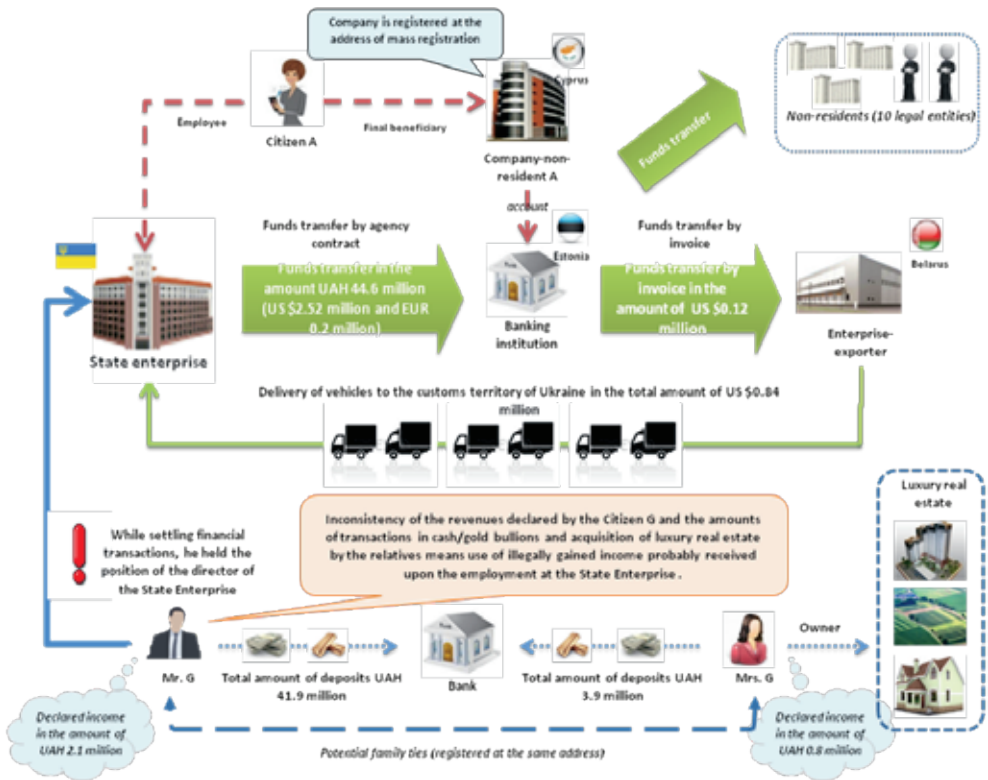 Company is registered at the
address of mass registration
Cyprus
Employee
Final beneficiary
Citizen A
Company-non-
resident A
Funds transfer
Non-residents (10 legal entities)
account
Estonia
Funds transfer by agency
contract
Funds transfer in the
amount UAH 44.6 million
(US $2.52 million and EUR
0.2 million)
Banking
institution
Funds transfer by
invoice
Funds transfer by
invoice in the
amount of US $0.12
million
Belarus
Enterprise-
exporter
State enterprise
Delivery of vehicles to the customs territory of Ukraine in the total amount of US $0.84
million
Luxury real
estate
While settling financial
transactions, he held the
position of the director of
the State Enterprise
Inconsistency of the revenues declared by the Citizen G and the amounts
of transactions in cash/gold bullions and acquisition of luxury real estate
by the relatives means use of illegally gained income probably received
upon the employment at the State Enterprise .
Mr. G
Total amount of deposits UAH
41.9 million
Bank
Total amount of deposits UAH
3.9 million
Mrs. G
Owner
Declared income
in the amount of
UAH 2.1 million
Potential family ties (registered at the same address)
Declared income
in the amount of
UAH 0.8 million